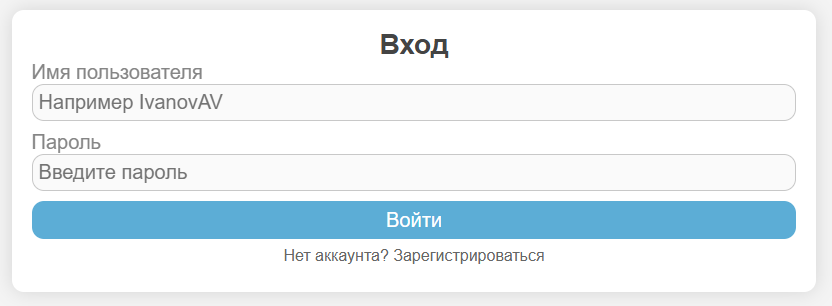 Вход
Имя пользователя
Например IvanovAV
Пароль
Введите пароль
Войти
Нет аккаунта? Зарегистрироваться